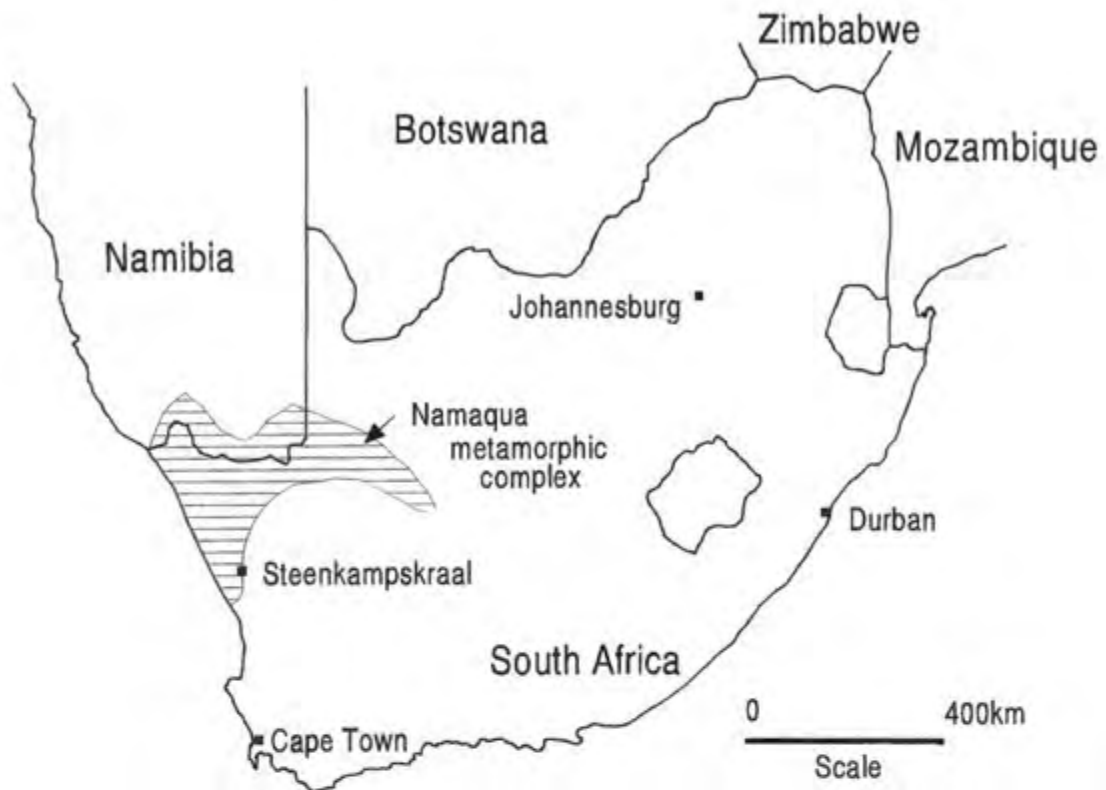 Zimbabwe
Botswana
Mozambique
Namibia
Johannesburg
Namaqua
metamorphic
complex
Durban
Steenkampskraal
South Africa
0 400km
Scale
Cape Town